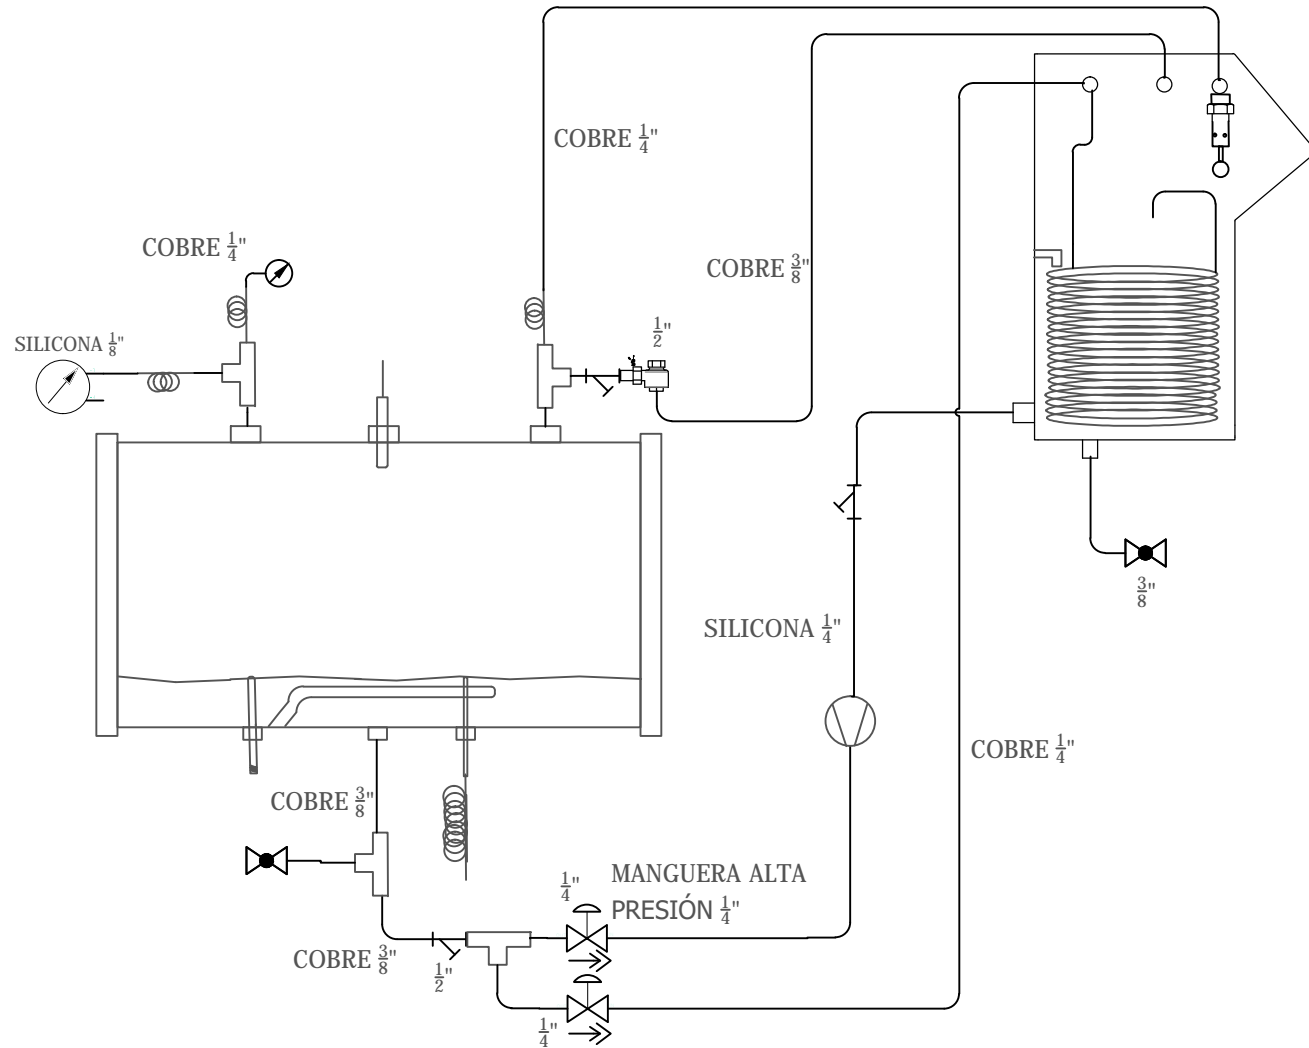 COBRE 1/4"
COBRE 1/4"
COBRE 3/8"
SILICONA 1/8"
1/2"
3/8"
SILICONA 1/4"
COBRE 1/4"
COBRE 3/8"
1/4"
MANGUERA ALTA
PRESIÓN 1/4"
COBRE 3/8"
1/2"
1/4"